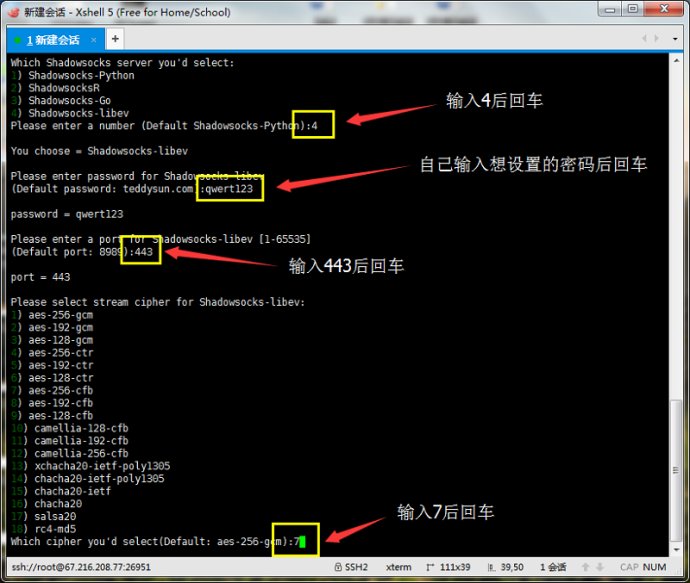 新建会话 - Xshell 5 (Free for Home/School)
1 新建会话 × +
Which Shadowsocks server you'd select:
1) Shadowsocks-Python
2) ShadowsocksR
3) Shadowsocks-Go
4) Shadowsocks-libev
Please enter a number (Default Shadowsocks-Python):4
输入4后回车
You choose = Shadowsocks-libev
Please enter password for Shadowsocks-libev
(Default password: teddysun.com):qwert123
自己输入想设置的密码后回车
password = qwert123
Please enter a port for Shadowsocks-libev [1-65535]
(Default port: 8989):443
输入443后回车
port = 443
Please select stream cipher for Shadowsocks-libev:
1) aes-256-gcm
2) aes-192-gcm
3) aes-128-gcm
4) aes-256-ctr
5) aes-192-ctr
6) aes-128-ctr
7) aes-256-cfb
8) aes-192-cfb
9) aes-128-cfb
10) camellia-128-cfb
11) camellia-192-cfb
12) camellia-256-cfb
13) xchacha20-ietf-poly1305
14) chacha20-ietf-poly1305
15) chacha20-ietf
16) chacha20
17) salsa20
18) rc4-md5
输入7后回车
Which cipher you'd select(Default: aes-256-gcm):7
ssh://root@67.216.208.77:26951 SSH2 xterm 111x39 39,50 1 会话 CAP NUM